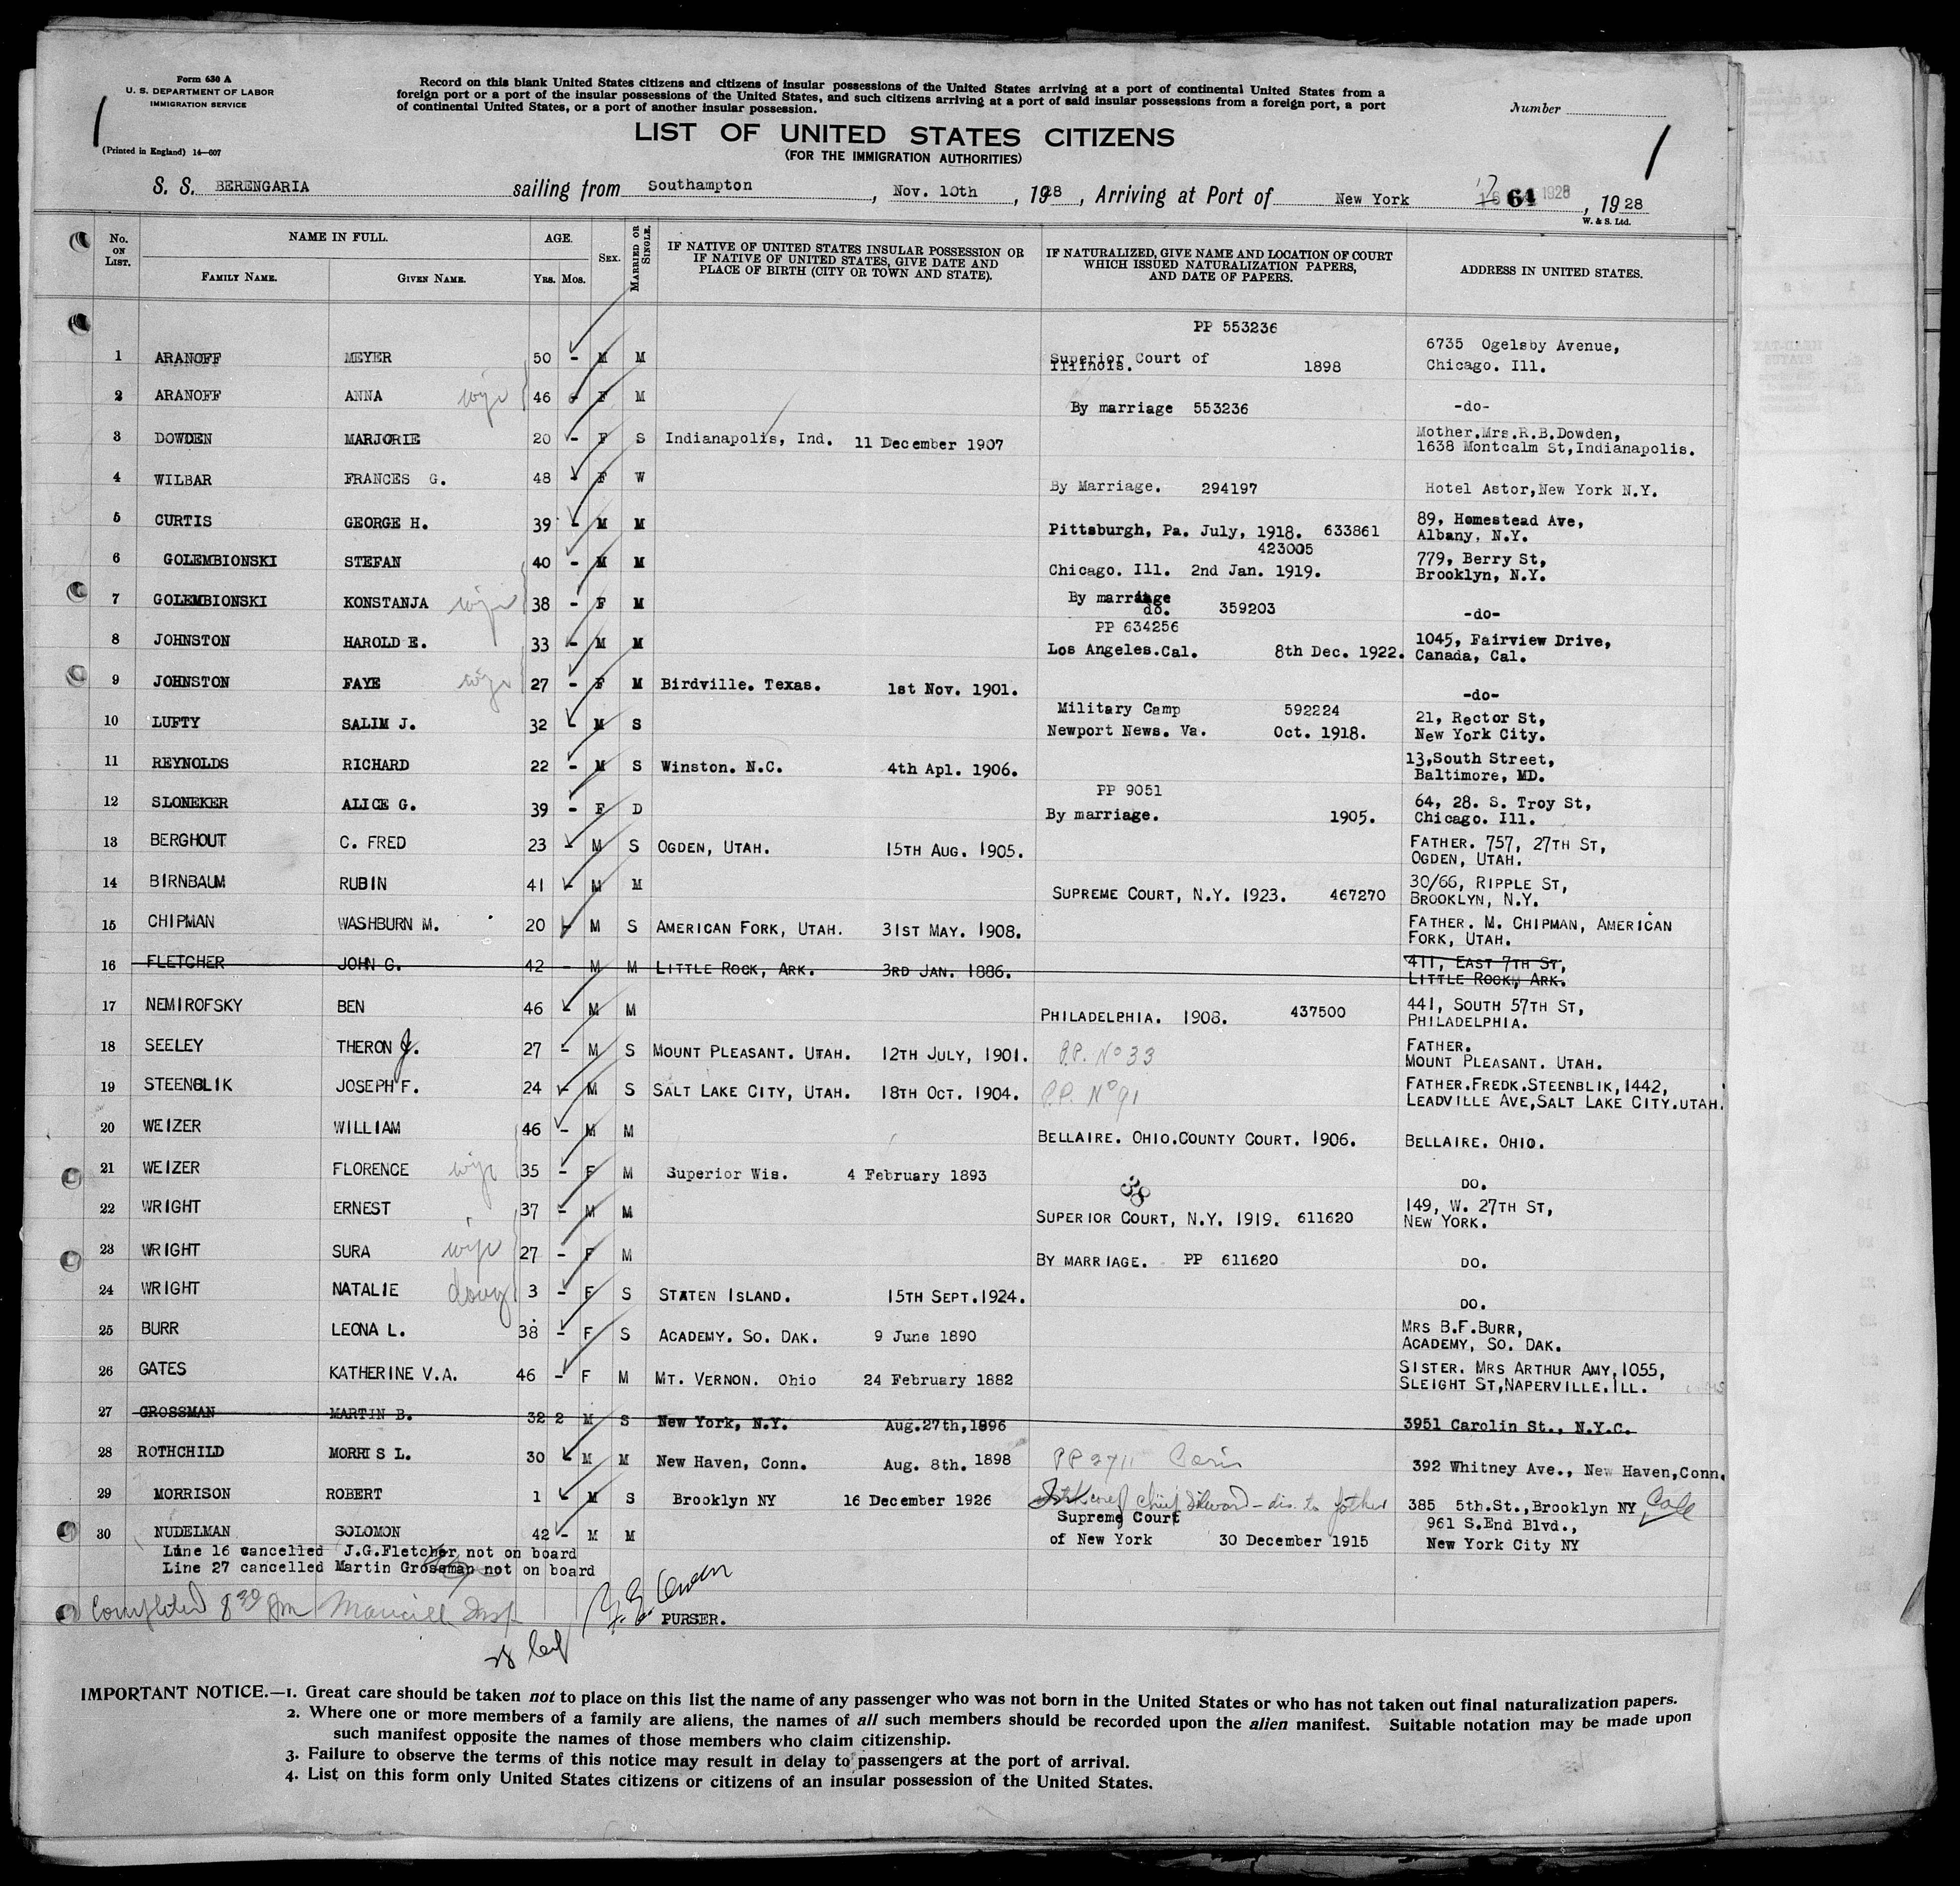 Form 630 A
U. S. DEPARTMENT OF LABOR
IMMIGRATION SERVICE
(Printed in England) 14—607
Record on this blank United States citizens and citizens of insular possessions of the United States arriving at a port of continental United States from a
foreign port or a port of the insular possessions of the United States, and such citizens arriving at a port of said insular possessions from a foreign port, a port
of continental United States, or a port of another insular possession.
Number
LIST OF UNITED STATES CITIZENS
(FOR THE IMMIGRATION AUTHORITIES)
S. S. BERENGARIA sailing from Southampton, Nov. 10th, 1928, Arriving at Port of New York 64 1928, 1928
W. & S. Ltd.
No. ON LIST. NAME IN FULL. AGE. SEX. MARRIED OR SINGLE. IF NATIVE OF UNITED STATES INSULAR POSSESSION OR IF NATIVE OF UNITED STATES, GIVE DATE AND PLACE OF BIRTH (CITY OR TOWN AND STATE). IF NATURALIZED, GIVE NAME AND LOCATION OF COURT WHICH ISSUED NATURALIZATION PAPERS, AND DATE OF PAPERS. ADDRESS IN UNITED STATES.
FAMILY NAME. GIVEN NAME. YRS. MOS.
PP 553236
1 ARANOFF MEYER 50 - M M Superior Court of Illinois. 1898 6735 Ogelsby Avenue, Chicago. Ill.
2 ARANOFF ANNA wife 46 - F M By marriage 553236 -do-
3 DOWDEN MARJORIE 20 - F S Indianapolis, Ind. 11 December 1907 Mother.Mrs.R.B.Dowden, 1638 Montcalm St,Indianapolis.
4 WILBAR FRANCES G. 48 - F W By Marriage. 294197 Hotel Astor,New York N.Y.
5 CURTIS GEORGE H. 39 - M M Pittsburgh, Pa. July, 1918. 633861 89, Homestead Ave, Albany, N.Y.
6 GOLEMBIONSKI STEFAN 40 - M M 423005 Chicago. Ill. 2nd Jan. 1919. 779, Berry St, Brooklyn, N.Y.
7 GOLEMBIONSKI KONSTANJA wife 38 - F M By marriage do. 359203 -do-
8 JOHNSTON HAROLD E. 33 - M M PP 634256 Los Angeles.Cal. 8th Dec. 1922. 1045, Fairview Drive, Canada, Cal.
9 JOHNSTON FAYE wife 27 - F M Birdville. Texas. 1st Nov. 1901. -do-
10 LUFTY SALIM J. 32 - M S Military Camp 592224 Newport News. Va. Oct. 1918. 21, Rector St, New York City.
11 REYNOLDS RICHARD 22 - M S Winston. N.C. 4th Apl. 1906. 13,South Street, Baltimore, MD.
12 SLONEKER ALICE G. 39 - F D PP 9051 By marriage. 1905. 64, 28. S. Troy St, Chicago. Ill.
13 BERGHOUT C. FRED 23 - M S OGDEN, UTAH. 15TH AUG. 1905. FATHER. 757, 27TH ST, OGDEN, UTAH.
14 BIRNBAUM RUBIN 41 - M M SUPREME COURT, N.Y. 1923. 467270 30/66, RIPPLE ST, BROOKLYN, N.Y.
15 CHIPMAN WASHBURN M. 20 - M S AMERICAN FORK, UTAH. 31ST MAY. 1908. FATHER. M. CHIPMAN, AMERICAN FORK, UTAH.
16 FLETCHER JOHN G. 42 - M M LITTLE ROCK, ARK. 3RD JAN. 1886. 411, EAST 7TH ST, LITTLE ROCK, ARK.
17 NEMIROFSKY BEN 46 - M M PHILADELPHIA. 1908. 437500 441, SOUTH 57TH ST, PHILADELPHIA.
18 SEELEY THERON J. 27 - M S MOUNT PLEASANT. UTAH. 12TH JULY, 1901. P.P. No 33 FATHER. MOUNT PLEASANT. UTAH.
19 STEENBLIK JOSEPH F. 24 - M S SALT LAKE CITY, UTAH. 18TH OCT. 1904. P.P. No 91 FATHER.FREDK.STEENBLIK,1442, LEADVILLE AVE,SALT LAKE CITY.UTAH.
20 WEIZER WILLIAM 46 - M M BELLAIRE. OHIO.COUNTY COURT. 1906. BELLAIRE. OHIO.
21 WEIZER FLORENCE wife 35 - F M Superior Wis. 4 February 1893 DO.
22 WRIGHT ERNEST 37 - M M SUPERIOR COURT, N.Y. 1919. 611620 149, W. 27TH ST, NEW YORK.
23 WRIGHT SURA wife 27 - F M BY MARRIAGE. PP 611620 DO.
24 WRIGHT NATALIE daug 3 - F S STATEN ISLAND. 15TH SEPT.1924. DO.
25 BURR LEONA L. 38 - F S ACADEMY. SO. DAK. 9 June 1890 MRS B.F.BURR, ACADEMY, SO. DAK.
26 GATES KATHERINE V.A. 46 - F M MT. VERNON. Ohio 24 February 1882 SISTER. MRS ARTHUR AMY,1055, SLEIGHT ST,NAPERVILLE.ILL.
27 GROSSMAN MARTIN B. 32 2 M S New York, N.Y. Aug.27th,1896 3951 Carolin St., N.Y.C.
28 ROTHCHILD MORRIS L. 30 - M M New Haven, Conn. Aug. 8th. 1898 PP 2711 Paris 392 Whitney Ave., New Haven,Conn.
29 MORRISON ROBERT 1 - M S Brooklyn NY 16 December 1926 chief Steward - dis. to father 385 5th.St.,Brooklyn NY
30 NUDELMAN SOLOMON 42 - M M Supreme Court of New York 30 December 1915 961 S.End Blvd., New York City NY
Line 16 cancelled J.G.Fletcher not on board
Line 27 cancelled Martin Grossman not on board
Completed 8 30 pm Insp
PURSER.
IMPORTANT NOTICE.—1. Great care should be taken not to place on this list the name of any passenger who was not born in the United States or who has not taken out final naturalization papers.
2. Where one or more members of a family are aliens, the names of all such members should be recorded upon the alien manifest. Suitable notation may be made upon
such manifest opposite the names of those members who claim citizenship.
3. Failure to observe the terms of this notice may result in delay to passengers at the port of arrival.
4. List on this form only United States citizens or citizens of an insular possession of the United States.